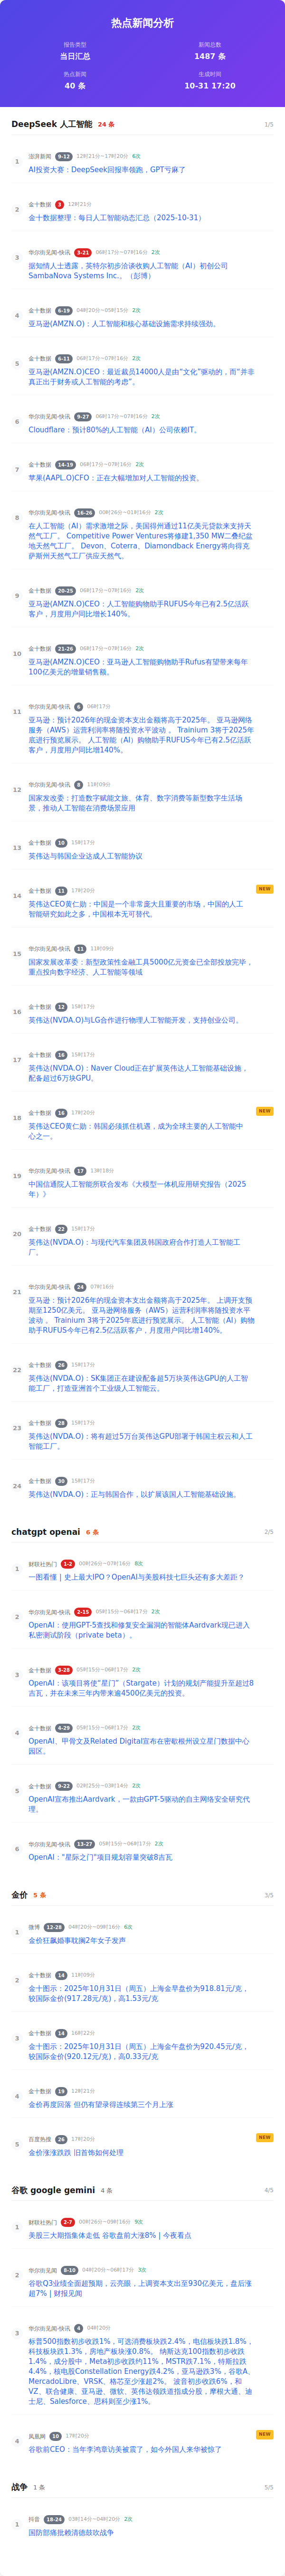 热点新闻分析
报告类型
新闻总数
当日汇总
1487 条
热点新闻
生成时间
40 条
10-31 17:20
DeepSeek 人工智能 24 条 1/5
1
澎湃新闻 9-12 12时21分~17时20分 6次
AI投资大赛：DeepSeek回报率领跑，GPT亏麻了
2
金十数据 3 12时21分
金十数据整理：每日人工智能动态汇总（2025-10-31）
3
华尔街见闻-快讯 3-21 06时17分~07时16分 2次
据知情人士透露，英特尔初步洽谈收购人工智能（AI）初创公司
SambaNova Systems Inc.。（彭博）
4
金十数据 6-19 04时20分~05时15分 2次
亚马逊(AMZN.O)：人工智能和核心基础设施需求持续强劲。
5
金十数据 6-11 06时17分~07时16分 2次
亚马逊(AMZN.O)CEO：最近裁员14000人是由“文化”驱动的，而“并非
真正出于财务或人工智能的考虑”。
6
华尔街见闻-快讯 9-27 06时17分~07时16分 2次
Cloudflare：预计80%的人工智能（AI）公司依赖IT。
7
金十数据 14-19 06时17分~07时16分 2次
苹果(AAPL.O)CFO：正在大幅增加对人工智能的投资。
8
华尔街见闻-快讯 16-26 00时26分~01时16分 2次
在人工智能（AI）需求激增之际，美国得州通过11亿美元贷款来支持天
然气工厂。 Competitive Power Ventures将修建1,350 MW二叠纪盆
地天然气工厂。 Devon、Coterra、Diamondback Energy将向得克
萨斯州天然气工厂供应天然气。
9
金十数据 20-25 06时17分~07时16分 2次
亚马逊(AMZN.O)CEO：人工智能购物助手RUFUS今年已有2.5亿活跃
客户，月度用户同比增长140%。
10
金十数据 21-26 06时17分~07时16分 2次
亚马逊(AMZN.O)CEO：亚马逊人工智能购物助手Rufus有望带来每年
100亿美元的增量销售额。
11
华尔街见闻-快讯 6 06时17分
亚马逊：预计2026年的现金资本支出金额将高于2025年。 亚马逊网络
服务（AWS）运营利润率将随投资水平波动 。 Trainium 3将于2025年
底进行预览展示。 人工智能（AI）购物助手RUFUS今年已有2.5亿活跃
客户，月度用户同比增140%。
12
华尔街见闻-快讯 8 11时09分
国家发改委：打造数字赋能文旅、体育、数字消费等新型数字生活场
景，推动人工智能在消费场景应用
13
金十数据 10 15时17分
英伟达与韩国企业达成人工智能协议
14
金十数据 11 17时20分 NEW
英伟达CEO黄仁勋：中国是一个非常庞大且重要的市场，中国的人工
智能研究如此之多，中国根本无可替代。
15
华尔街见闻-快讯 11 11时09分
国家发展改革委：新型政策性金融工具5000亿元资金已全部投放完毕，
重点投向数字经济、人工智能等领域
16
金十数据 12 15时17分
英伟达(NVDA.O)与LG合作进行物理人工智能开发，支持创业公司。
17
金十数据 16 15时17分
英伟达(NVDA.O)：Naver Cloud正在扩展英伟达人工智能基础设施，
配备超过6万块GPU。
18
金十数据 16 17时20分 NEW
英伟达CEO黄仁勋：韩国必须抓住机遇，成为全球主要的人工智能中
心之一。
19
华尔街见闻-快讯 17 13时18分
中国信通院人工智能所联合发布《大模型一体机应用研究报告（2025
年）》
20
金十数据 22 15时17分
英伟达(NVDA.O)：与现代汽车集团及韩国政府合作打造人工智能工
厂。
21
华尔街见闻-快讯 24 07时16分
亚马逊：预计2026年的现金资本支出金额将高于2025年。 上调开支预
期至1250亿美元。 亚马逊网络服务（AWS）运营利润率将随投资水平
波动 。 Trainium 3将于2025年底进行预览展示。 人工智能（AI）购物
助手RUFUS今年已有2.5亿活跃客户，月度用户同比增140%。
22
金十数据 26 15时17分
英伟达(NVDA.O)：SK集团正在建设配备超5万块英伟达GPU的人工智
能工厂，打造亚洲首个工业级人工智能云。
23
金十数据 28 15时17分
英伟达(NVDA.O)：将有超过5万台英伟达GPU部署于韩国主权云和人工
智能工厂。
24
金十数据 30 15时17分
英伟达(NVDA.O)：正与韩国合作，以扩展该国人工智能基础设施。
chatgpt openai 6 条 2/5
1
财联社热门 1-2 00时26分~07时16分 8次
一图看懂 | 史上最大IPO？OpenAI与美股科技七巨头还有多大差距？
2
华尔街见闻-快讯 2-15 05时15分~06时17分 2次
OpenAI：使用GPT-5查找和修复安全漏洞的智能体Aardvark现已进入
私密测试阶段（private beta）。
3
金十数据 3-28 05时15分~06时17分 2次
OpenAI：该项目将使“星门”（Stargate）计划的规划产能提升至超过8
吉瓦，并在未来三年内带来逾4500亿美元的投资。
4
金十数据 4-29 05时15分~06时17分 2次
OpenAI、甲骨文及Related Digital宣布在密歇根州设立星门数据中心
园区。
5
金十数据 9-22 02时25分~03时14分 2次
OpenAI宣布推出Aardvark，一款由GPT-5驱动的自主网络安全研究代
理。
6
华尔街见闻-快讯 13-27 05时15分~06时17分 2次
OpenAI："星际之门"项目规划容量突破8吉瓦
金价 5 条 3/5
1
微博 12-28 04时20分~09时16分 6次
金价狂飙婚事耽搁2年女子发声
2
金十数据 14 11时09分
金十图示：2025年10月31日（周五）上海金早盘价为918.81元/克，
较国际金价(917.28元/克)，高1.53元/克
3
金十数据 14 16时22分
金十图示：2025年10月31日（周五）上海金午盘价为920.45元/克，
较国际金价(920.12元/克)，高0.33元/克
4
金十数据 19 12时21分
金价再度回落 但仍有望录得连续第三个月上涨
5
百度热搜 26 17时20分 NEW
金价涨涨跌跌 旧首饰如何处理
谷歌 google gemini 4 条 4/5
1
财联社热门 2-7 00时26分~09时16分 9次
美股三大期指集体走低 谷歌盘前大涨8% | 今夜看点
2
华尔街见闻 8-10 04时20分~06时17分 3次
谷歌Q3业绩全面超预期，云亮眼，上调资本支出至930亿美元，盘后涨
超7% | 财报见闻
3
华尔街见闻-快讯 4 04时20分
标普500指数初步收跌1%，可选消费板块跌2.4%，电信板块跌1.8%，
科技板块跌1.3%，房地产板块涨0.8%。 纳斯达克100指数初步收跌
1.4%，成分股中，Meta初步收跌约11%，MSTR跌7.1%，特斯拉跌
4.4%，核电股Constellation Energy跌4.2%，亚马逊跌3%，谷歌A、
MercadoLibre、VRSK、格芯至少涨超2%。 波音初步收跌6%，和
VZ、联合健康、亚马逊、微软、英伟达领跌道指成分股，摩根大通、迪
士尼、Salesforce、思科则至少涨1%。
4
凤凰网 10 17时20分 NEW
谷歌前CEO：当年李鸿章访美被震了，如今外国人来华被惊了
战争 1 条 5/5
1
抖音 18-24 03时14分~04时20分 2次
国防部痛批赖清德鼓吹战争